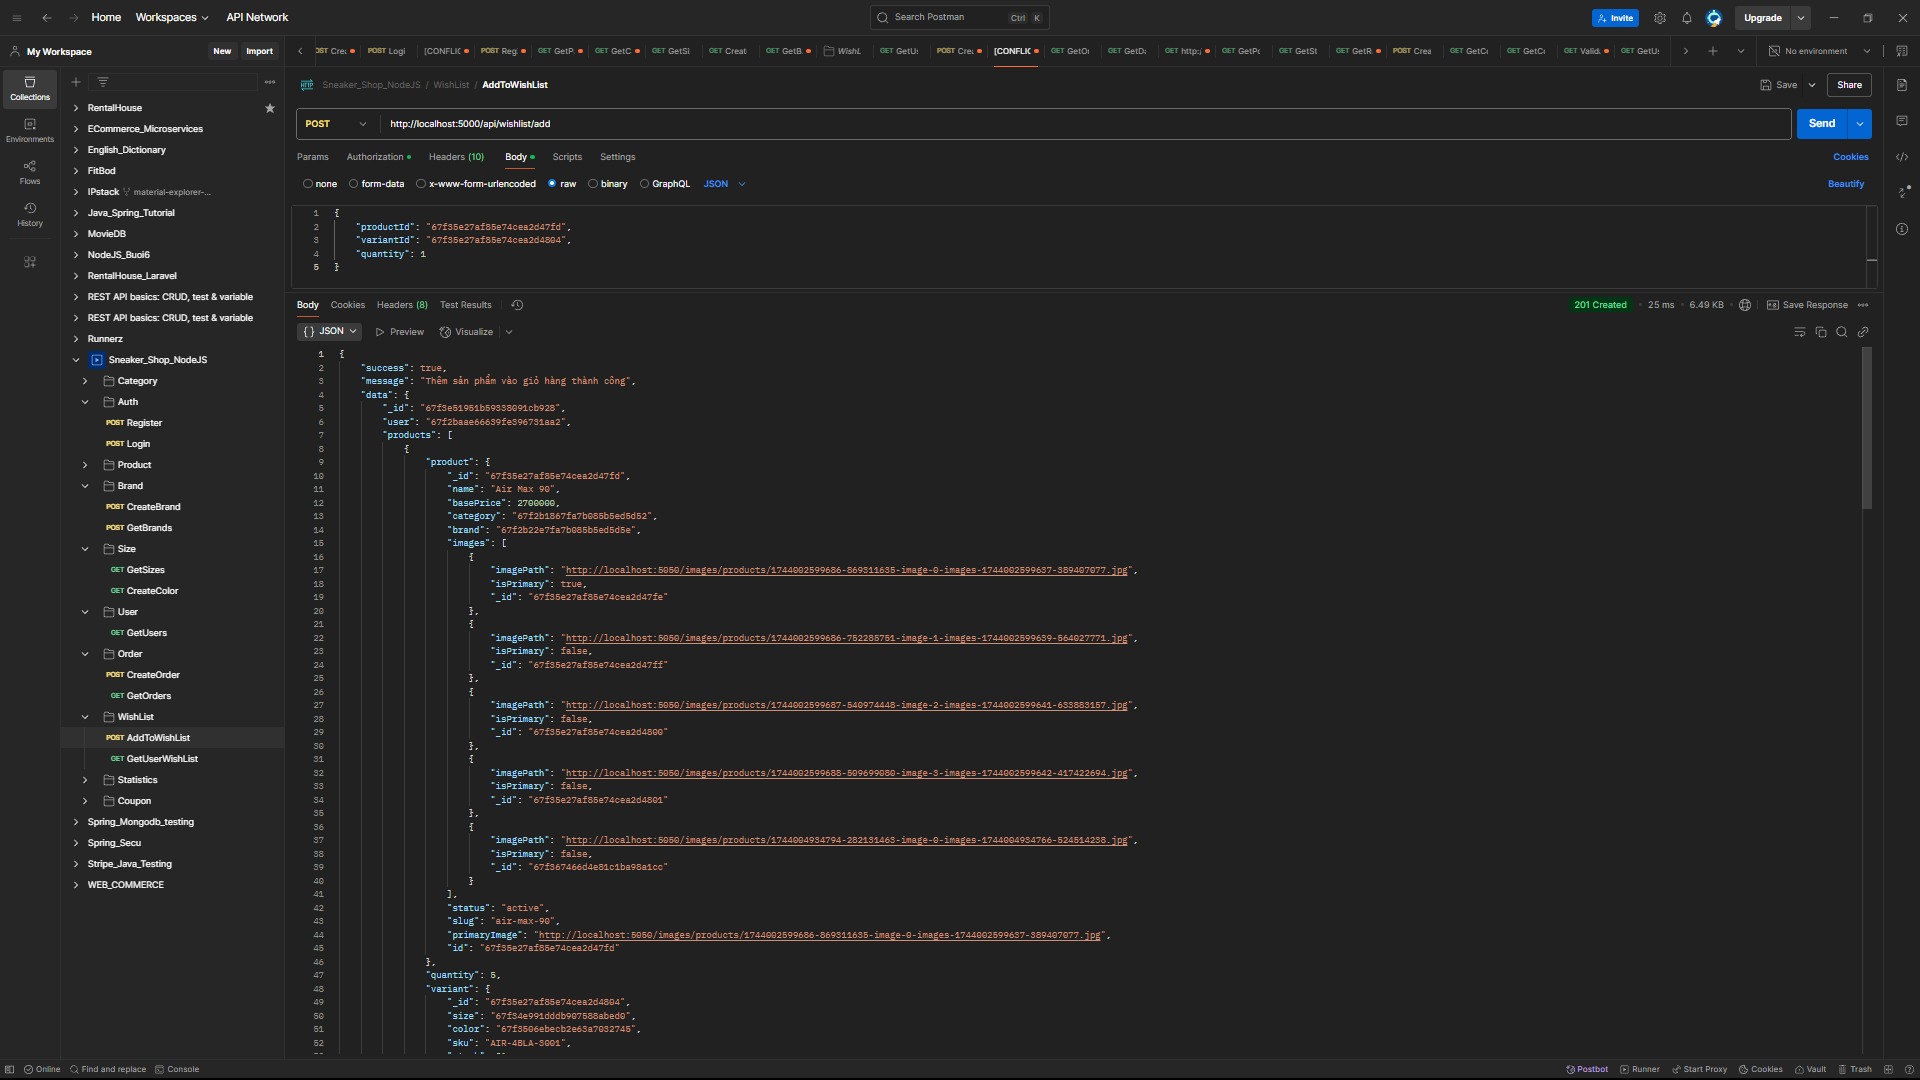 Home Workspaces API Network Search Postman Ctrl K Invite Upgrade
My Workspace New Import POST Cre POST Logi [CONFLIC POST Regi GET GetP GET GetC GET GetSi GET Creat GET GetB WishL GET GetUs POST Cre [CONFLIC GET GetO GET GetDa GET http:/ GET GetPo GET GetSt GET GetR POST Crea GET GetCo GET GetCo GET Valid GET GetUs No environment
Collections
Environments
Flows
History
RentalHouse
ECommerce_Microservices
English_Dictionary
FitBod
IPstack material-explorer-...
Java_Spring_Tutorial
MovieDB
NodeJS_Buoi6
RentalHouse_Laravel
REST API basics: CRUD, test & variable
REST API basics: CRUD, test & variable
Runnerz
Sneaker_Shop_NodeJS
Category
Auth
POST Register
POST Login
Product
Brand
POST CreateBrand
GET GetBrands
Size
GET GetSizes
GET CreateColor
User
GET GetUsers
Order
POST CreateOrder
GET GetOrders
WishList
POST AddToWishList
GET GetUserWishList
Statistics
Coupon
Spring_Mongodb_testing
Spring_Secu
Stripe_Java_Testing
WEB_COMMERCE
HTTP Sneaker_Shop_NodeJS / WishList / AddToWishList Save Share
POST http://localhost:5000/api/wishlist/add Send
Params Authorization Headers (10) Body Scripts Settings Cookies
none form-data x-www-form-urlencoded raw binary GraphQL JSON Beautify
1 {
2 "productId": "67f35e27af85e74cea2d47fd",
3 "variantId": "67f35e27af85e74cea2d4804",
4 "quantity": 1
5 }
Body Cookies Headers (8) Test Results 201 Created 25 ms 6.49 KB Save Response
{} JSON Preview Visualize
1 {
2 "success": true,
3 "message": "Thêm sản phẩm vào giỏ hàng thành công",
4 "data": {
5 "_id": "67f3e51951b59338091cb928",
6 "user": "67f2baae66639fe396731aa2",
7 "products": [
8 {
9 "product": {
10 "_id": "67f35e27af85e74cea2d47fd",
11 "name": "Air Max 90",
12 "basePrice": 2700000,
13 "category": "67f2b1867fa7b085b5ed5d52",
14 "brand": "67f2b22e7fa7b085b5ed5d5e",
15 "images": [
16 {
17 "imagePath": "http://localhost:5050/images/products/1744002599686-869311635-image-0-images-1744002599637-389407077.jpg",
18 "isPrimary": true,
19 "_id": "67f35e27af85e74cea2d47fe"
20 },
21 {
22 "imagePath": "http://localhost:5050/images/products/1744002599686-752285751-image-1-images-1744002599639-564027771.jpg",
23 "isPrimary": false,
24 "_id": "67f35e27af85e74cea2d47ff"
25 },
26 {
27 "imagePath": "http://localhost:5050/images/products/1744002599687-540974448-image-2-images-1744002599641-633883157.jpg",
28 "isPrimary": false,
29 "_id": "67f35e27af85e74cea2d4800"
30 },
31 {
32 "imagePath": "http://localhost:5050/images/products/1744002599688-509699080-image-3-images-1744002599642-417422694.jpg",
33 "isPrimary": false,
34 "_id": "67f35e27af85e74cea2d4801"
35 },
36 {
37 "imagePath": "http://localhost:5050/images/products/1744004934794-282131463-image-0-images-1744004934766-524514238.jpg",
38 "isPrimary": false,
39 "_id": "67f367466d4e81c1ba98a1cc"
40 }
41 ],
42 "status": "active",
43 "slug": "air-max-90",
44 "primaryImage": "http://localhost:5050/images/products/1744002599686-869311635-image-0-images-1744002599637-389407077.jpg",
45 "id": "67f35e27af85e74cea2d47fd"
46 },
47 "quantity": 5,
48 "variant": {
49 "_id": "67f35e27af85e74cea2d4804",
50 "size": "67f34e991dddb907588abed0",
51 "color": "67f3506ebecb2e63a7032745",
52 "sku": "AIR-4BLA-S001",
Online Find and replace Console Postbot Runner Start Proxy Cookies Vault Trash